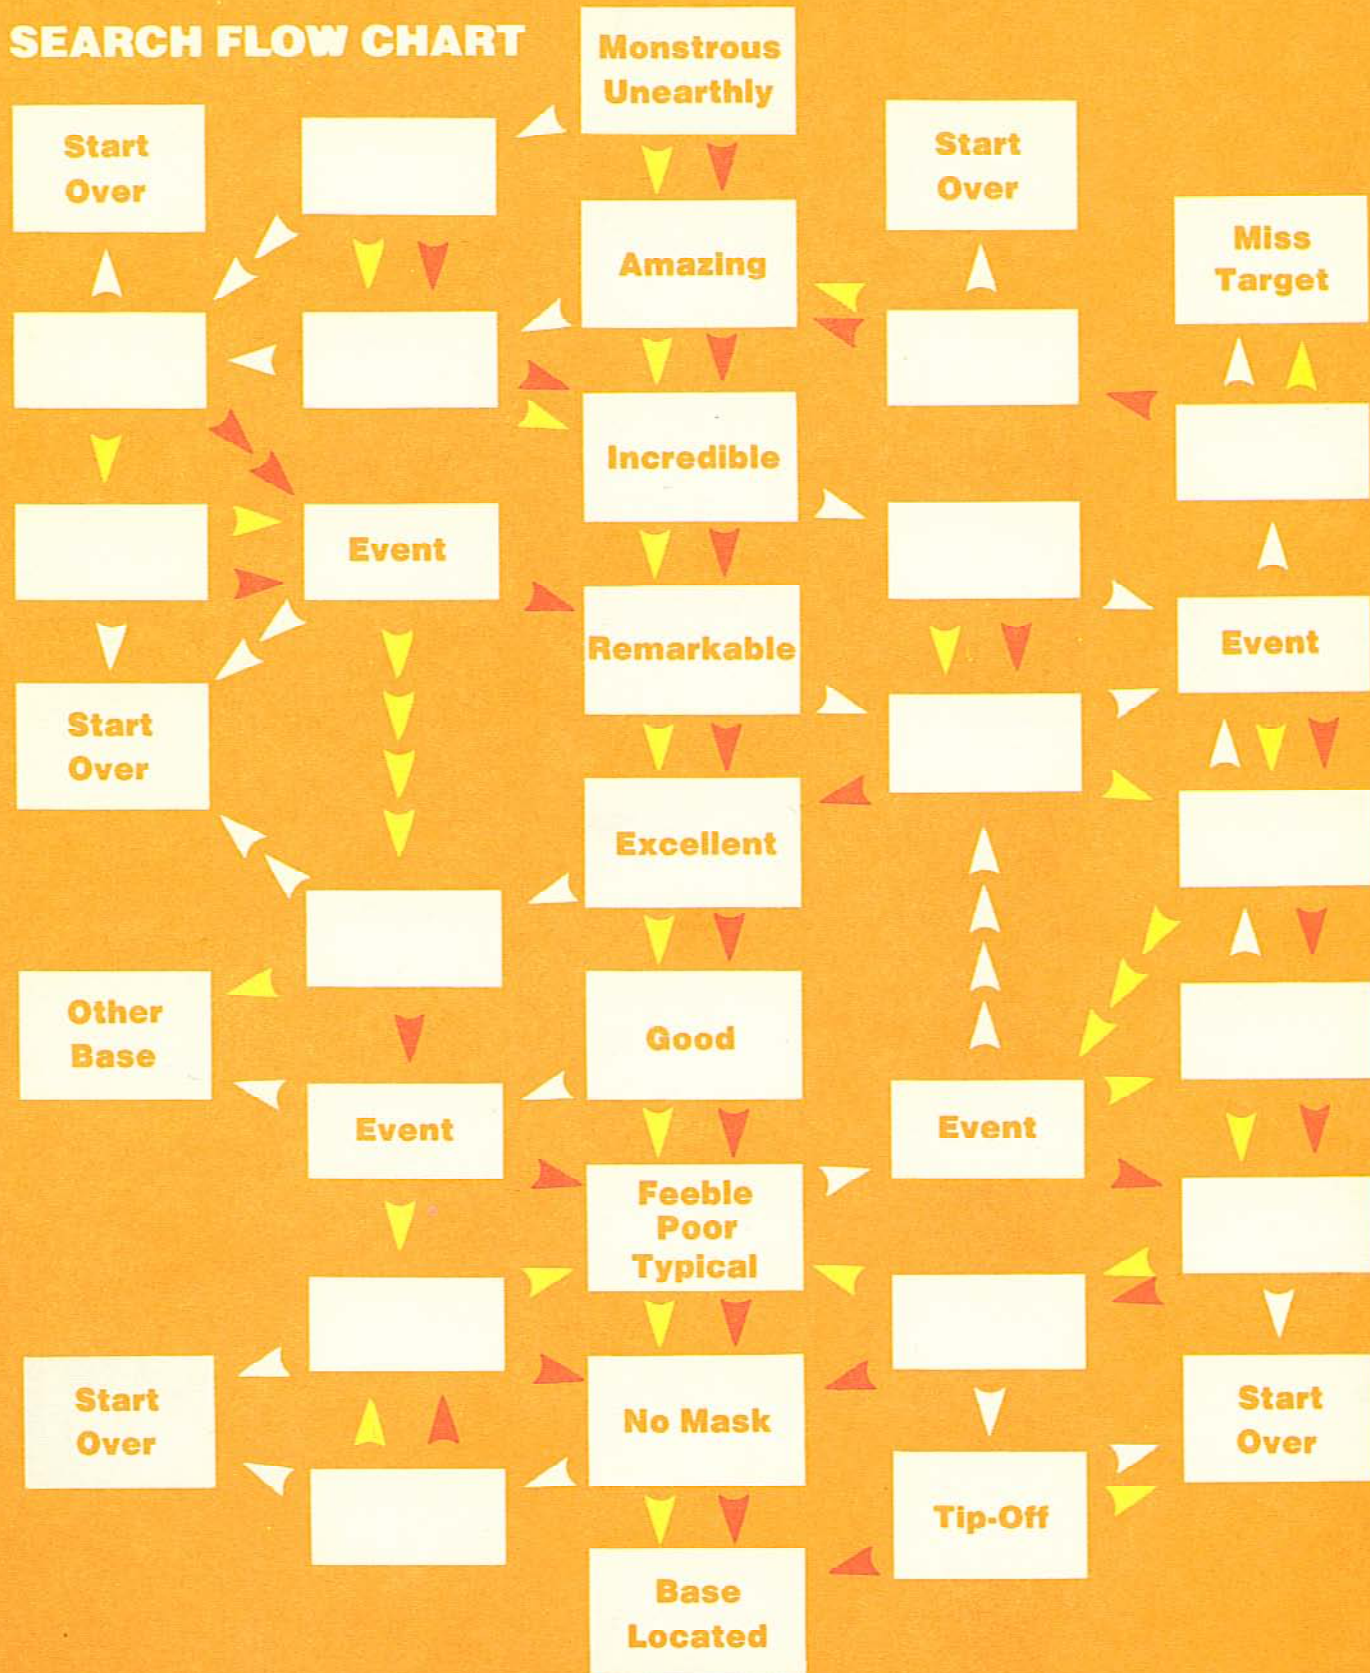 SEARCH FLOW CHART
Monstrous
Unearthly
Start
Over
Start
Over
Miss
Target
Amazing
Incredible
Event
Remarkable
Event
Start
Over
Excellent
Other
Base
Good
Event
Event
Feeble
Poor
Typical
Start
Over
No Mask
Start
Over
Tip-Off
Base
Located